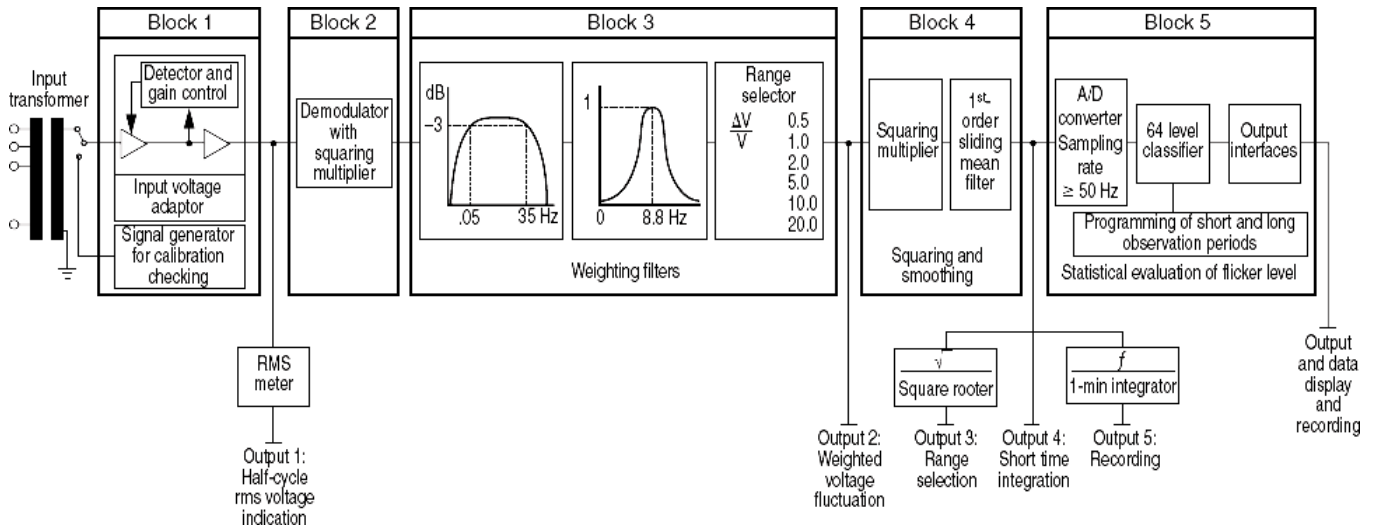 Block 1
Block 2
Block 3
Block 4
Block 5
Input
transformer
Detector and
gain control
Input voltage
adaptor
Signal generator
for calibration
checking
Demodulator
with
squaring
multiplier
dB
–3
.05
35 Hz
1
0
8.8 Hz
Range
selector
ΔV
V
0.5
1.0
2.0
5.0
10.0
20.0
Weighting filters
Squaring
multiplier
1st.
order
sliding
mean
filter
Squaring and
smoothing
A/D
converter
Sampling
rate
≥ 50 Hz
64 level
classifier
Output
interfaces
Programming of short and long
observation periods
Statistical evaluation of flicker level
RMS
meter
√
Square rooter
ƒ
1-min integrator
Output
and data
display
and
recording
Output 1:
Half-cycle
rms voltage
indication
Output 2:
Weighted
voltage
fluctuation
Output 3:
Range
selection
Output 4:
Short time
integration
Output 5:
Recording